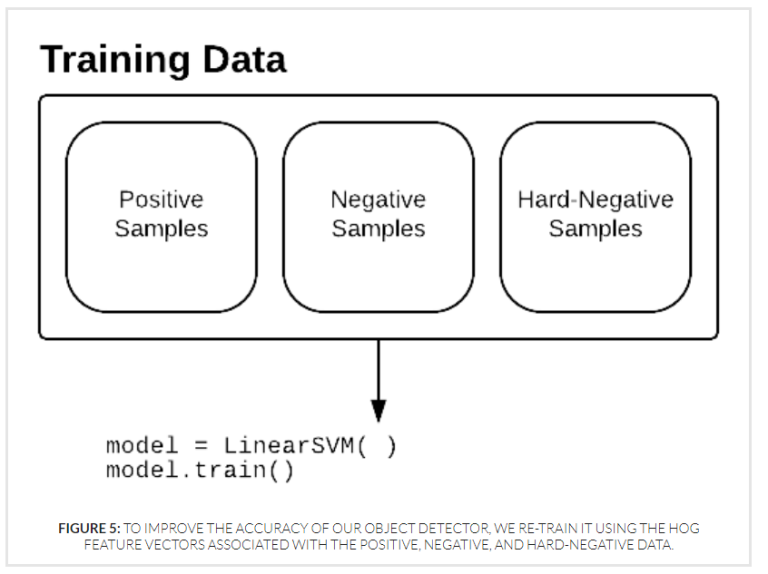 Training Data
Positive
Samples
Negative
Samples
Hard-Negative
Samples
model = LinearSVM( )
model.train()
FIGURE 5: TO IMPROVE THE ACCURACY OF OUR OBJECT DETECTOR, WE RE-TRAIN IT USING THE HOG
FEATURE VECTORS ASSOCIATED WITH THE POSITIVE, NEGATIVE, AND HARD-NEGATIVE DATA.